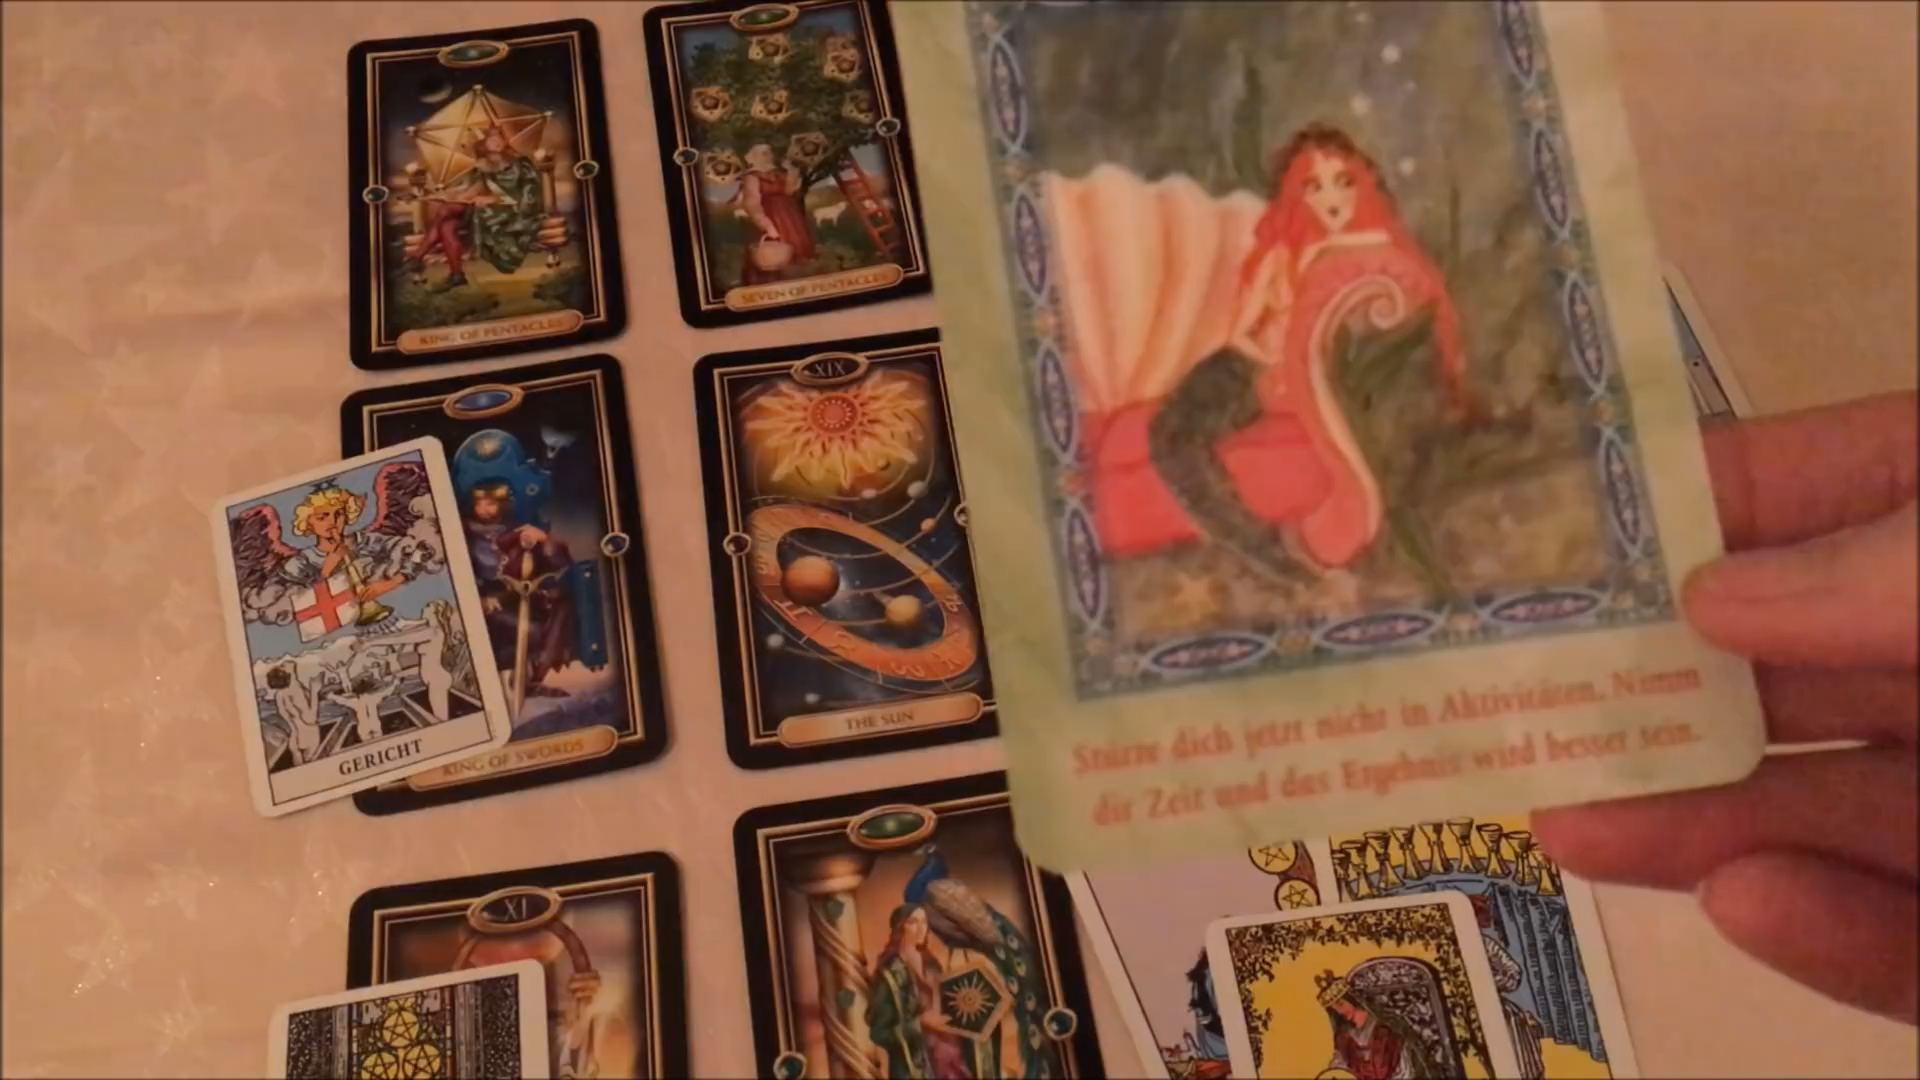 KING OF PENTACLES
SEVEN OF PENTACLES
XIX
XX
THE SUN
GERICHT
KING OF SWORDS
Stürze dich jetzt nicht in Aktivitäten. Nimm
dir Zeit und das Ergebnis wird besser sein.
XI